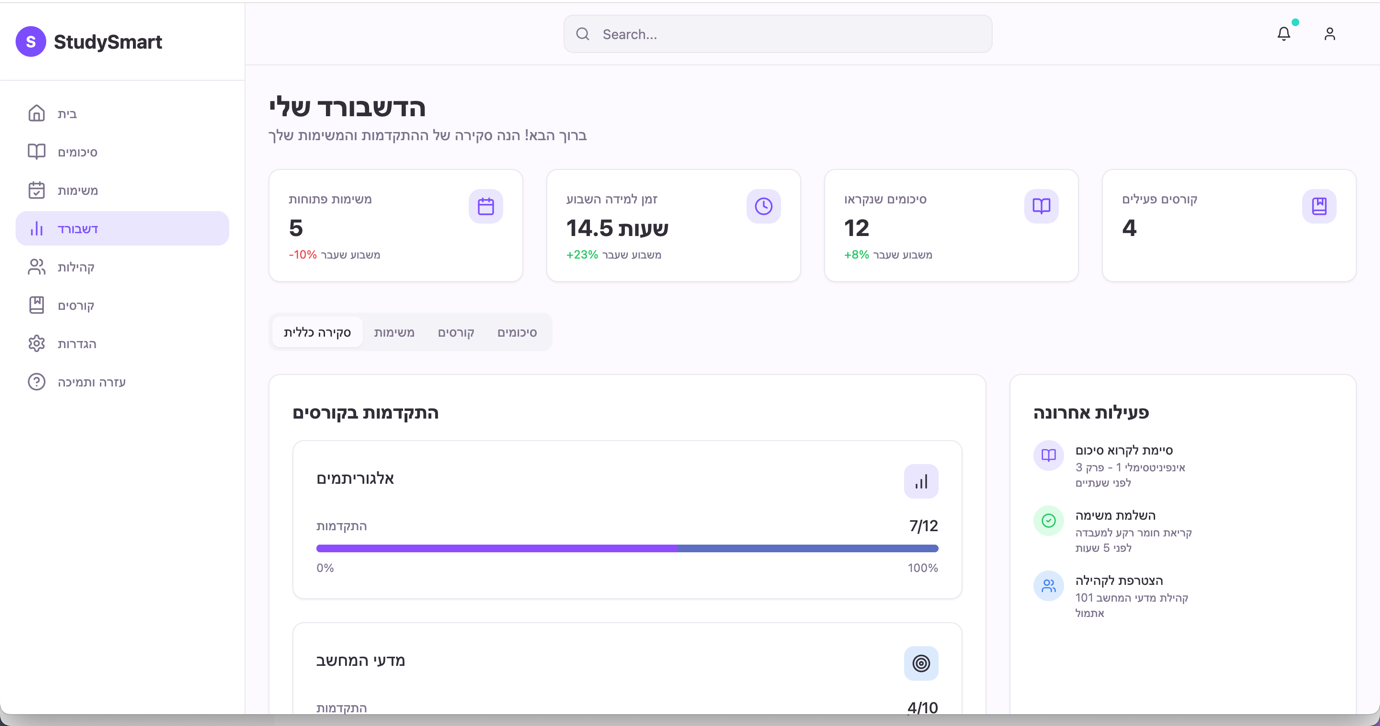 StudySmart
Search...
בית
סיכומים
משימות
דשבורד
קהילות
קורסים
הגדרות
עזרה ותמיכה
הדשבורד שלי
ברוך הבא! הנה סקירה של ההתקדמות והמשימות שלך
משימות פתוחות
5
-10% משבוע שעבר
זמן למידה השבוע
14.5 שעות
+23% משבוע שעבר
סיכומים שנקראו
12
+8% משבוע שעבר
קורסים פעילים
4
סקירה כללית
משימות
קורסים
סיכומים
התקדמות בקורסים
אלגוריתמים
התקדמות
7/12
0%
100%
מדעי המחשב
התקדמות
4/10
פעילות אחרונה
סיימת לקרוא סיכום
אינפיניטסימלי 1 - פרק 3
לפני שעתיים
השלמת משימה
קריאת חומר רקע למעבדה
לפני 5 שעות
הצטרפת לקהילה
קהילת מדעי המחשב 101
אתמול